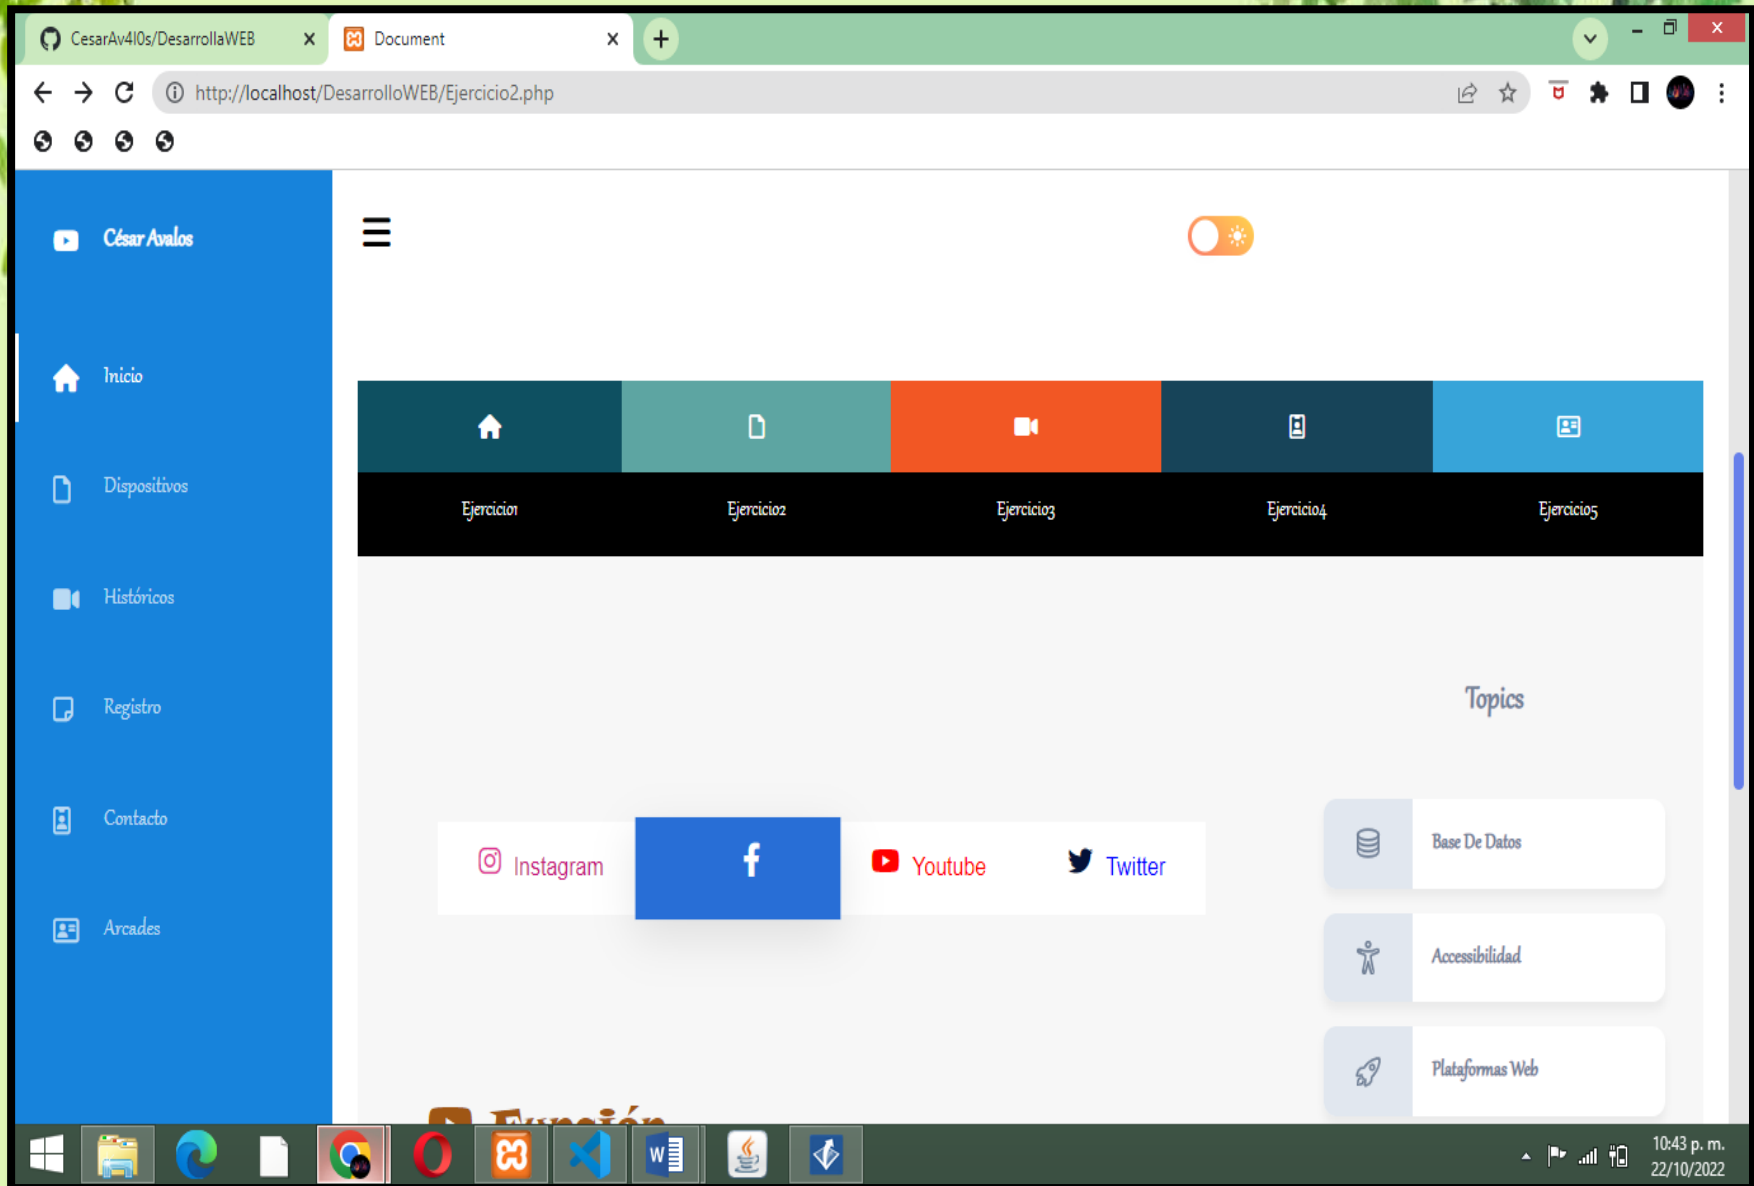 CesarAv4l0s/DesarrollaWEB
Document
http://localhost/DesarrolloWEB/Ejercicio2.php
César Avalos
Inicio
Dispositivos
Históricos
Registro
Contacto
Arcades
Ejercicio1 Ejercicio2 Ejercicio3 Ejercicio4 Ejercicio5
Topics
Instagram
Youtube
Twitter
Base De Datos
Accessibilidad
Plataformas Web
Función
10:43 p. m.
22/10/2022